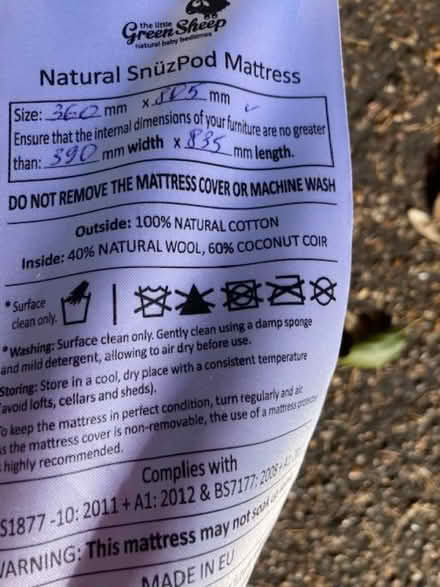 the little
Green Sheep
natural baby bedtimes
Natural SnüzPod Mattress
Size: 360 mm x 805 mm
Ensure that the internal dimensions of your furniture are no greater
than: 390 mm width x 835 mm length.
DO NOT REMOVE THE MATTRESS COVER OR MACHINE WASH
Outside: 100% NATURAL COTTON
Inside: 40% NATURAL WOOL, 60% COCONUT COIR
* Surface
clean only.
* Washing: Surface clean only. Gently clean using a damp sponge
and mild detergent, allowing to air dry before use.
Storing: Store in a cool, dry place with a consistent temperature
avoid lofts, cellars and sheds).
o keep the mattress in perfect condition, turn regularly and air
s the mattress cover is non-removable, the use of a mattress protector
highly recommended.
Complies with
S1877 -10: 2011 + A1: 2012 & BS7177: 2008 +
ARNING: This mattress may not soak
MADE IN EU